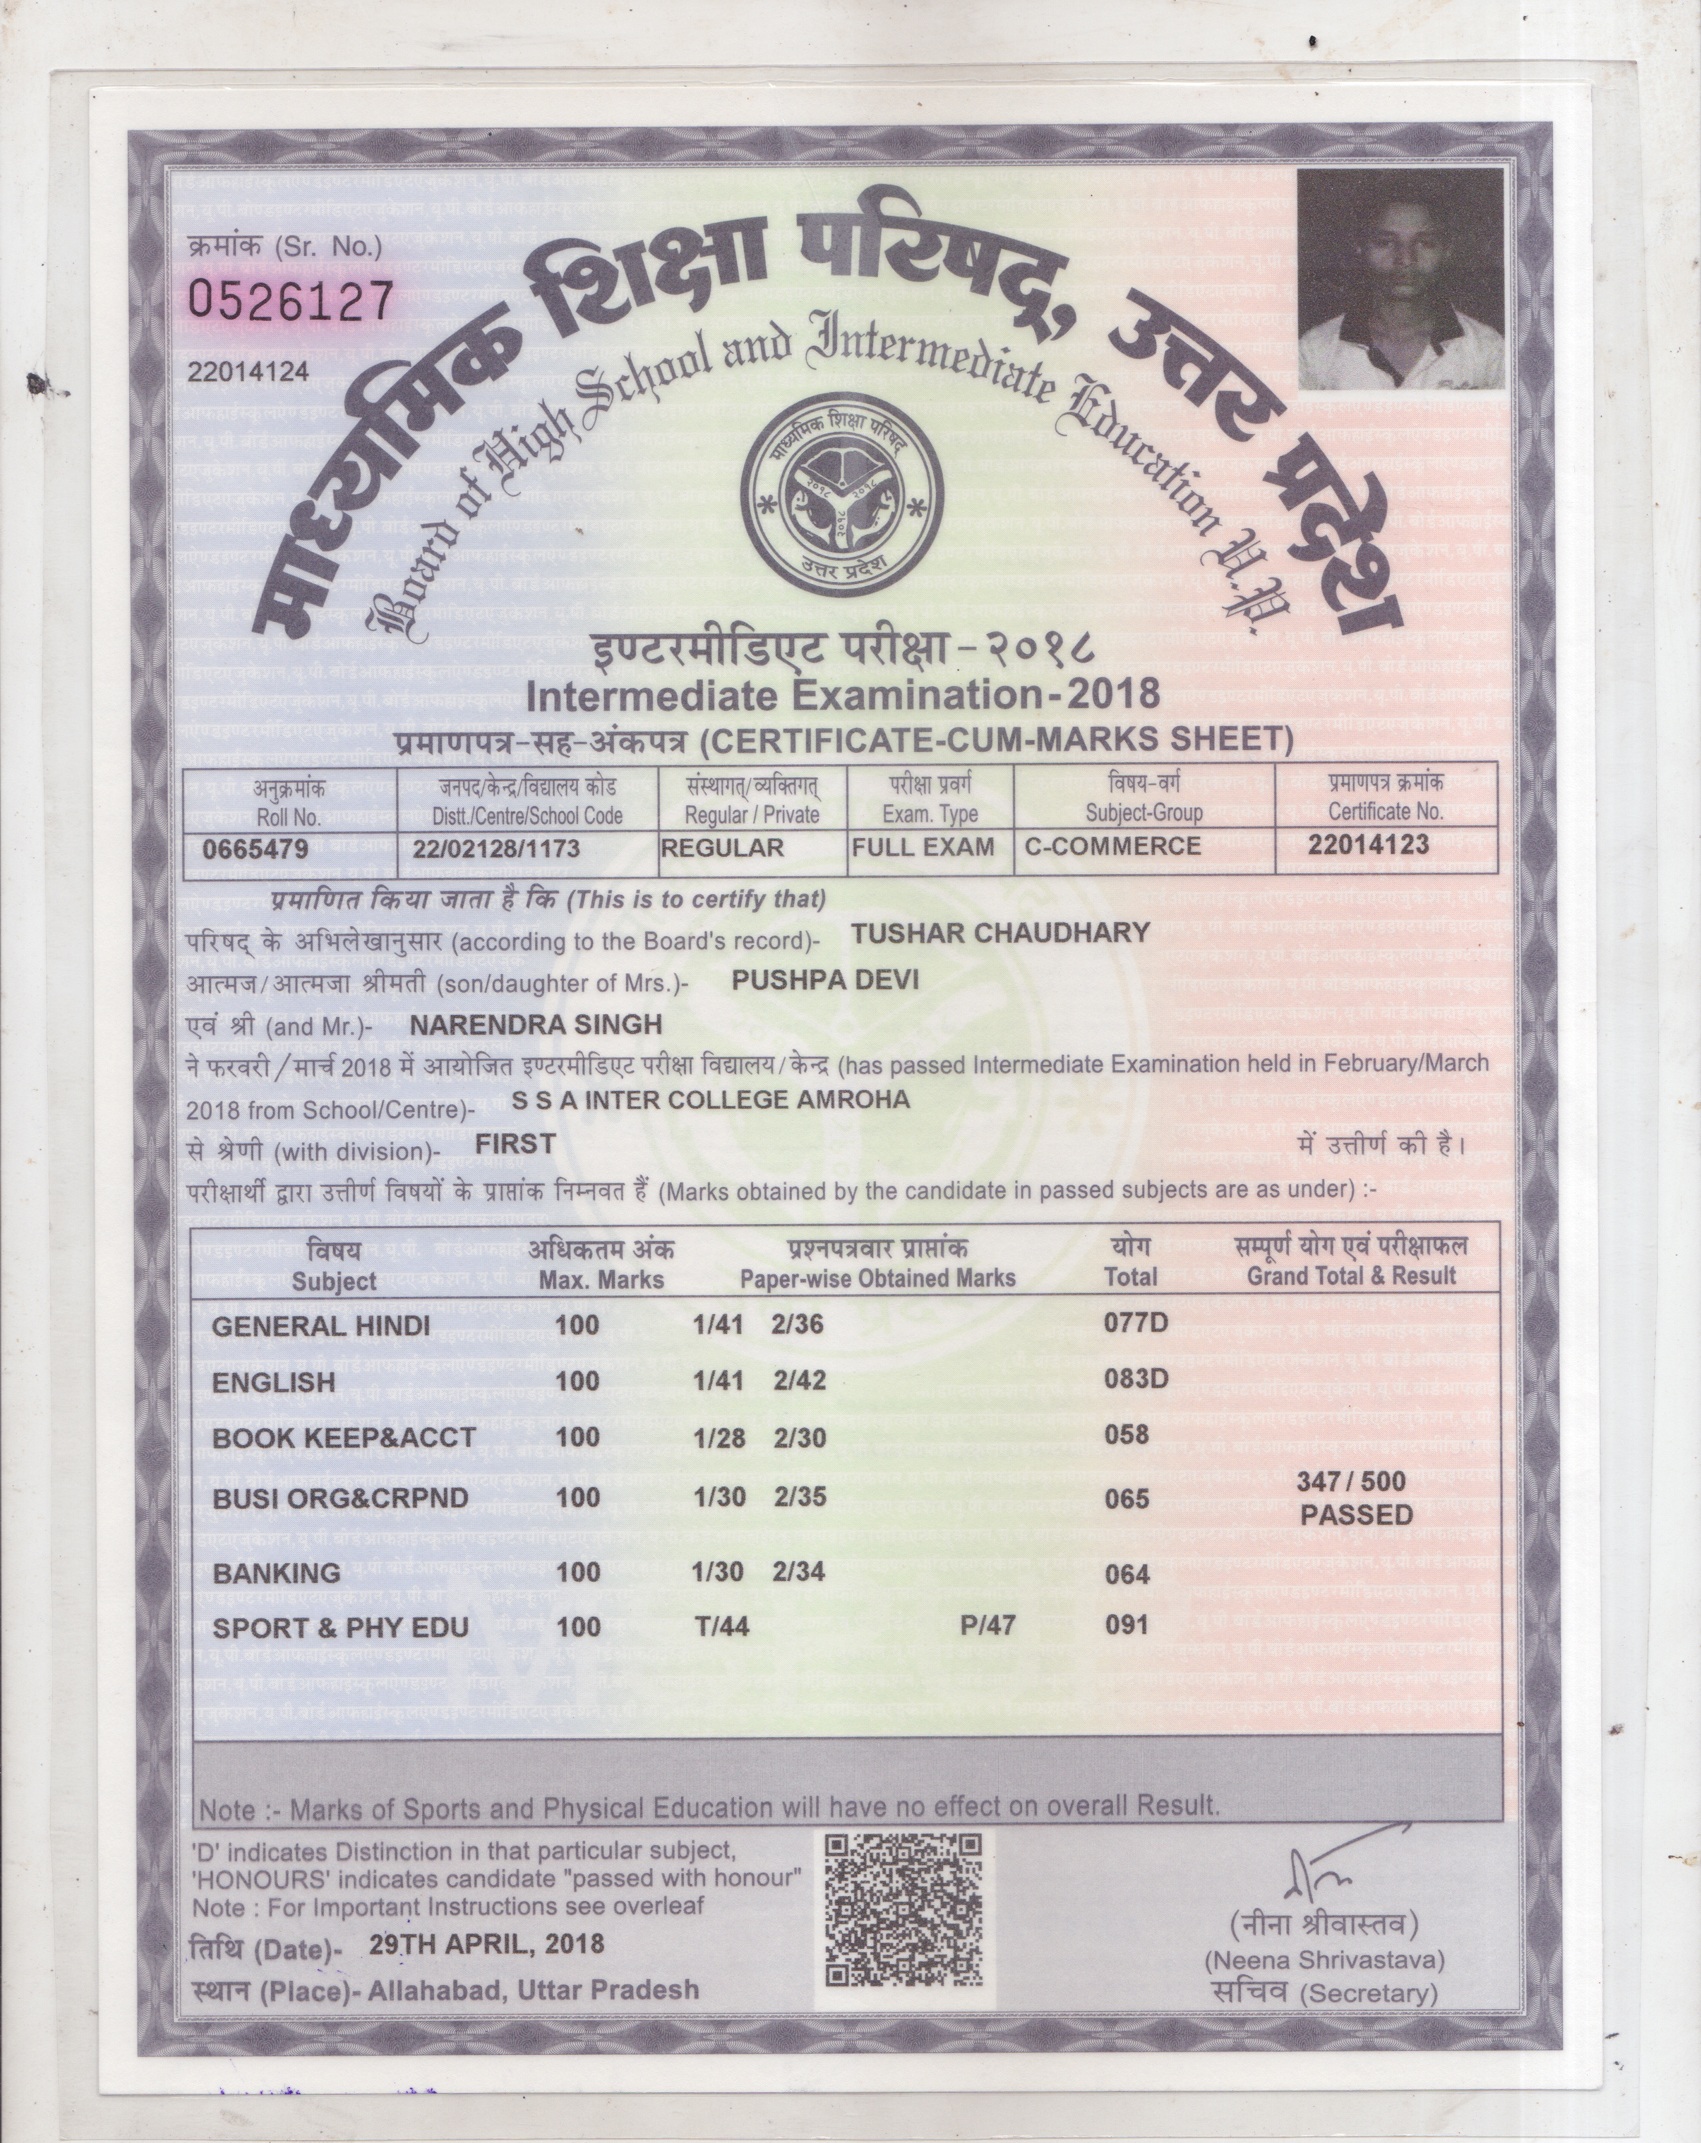 क्रमांक (Sr. No.)
0526127
22014124
माध्यमिक शिक्षा परिषद्, उत्तर प्रदेश
Board of High School and Intermediate Education U.P.
माध्यमिक शिक्षा परिषद
२०१८ २०१८
२०१८
उत्तर प्रदेश
इण्टरमीडिएट परीक्षा - २०१८
Intermediate Examination - 2018
प्रमाणपत्र-सह-अंकपत्र (CERTIFICATE-CUM-MARKS SHEET)
अनुक्रमांक जनपद/केन्द्र/विद्यालय कोड संस्थागत्/व्यक्तिगत् परीक्षा प्रवर्ग विषय-वर्ग प्रमाणपत्र क्रमांक
Roll No. Distt./Centre/School Code Regular / Private Exam. Type Subject-Group Certificate No.
0665479 22/02128/1173 REGULAR FULL EXAM C-COMMERCE 22014123
प्रमाणित किया जाता है कि (This is to certify that)
परिषद् के अभिलेखानुसार (according to the Board's record)- TUSHAR CHAUDHARY
आत्मज/आत्मजा श्रीमती (son/daughter of Mrs.)- PUSHPA DEVI
एवं श्री (and Mr.)- NARENDRA SINGH
ने फरवरी/मार्च 2018 में आयोजित इण्टरमीडिएट परीक्षा विद्यालय/केन्द्र (has passed Intermediate Examination held in February/March
2018 from School/Centre)- S S A INTER COLLEGE AMROHA
से श्रेणी (with division)- FIRST में उत्तीर्ण की है।
परीक्षार्थी द्वारा उत्तीर्ण विषयों के प्राप्तांक निम्नवत हैं (Marks obtained by the candidate in passed subjects are as under) :-
विषय अधिकतम अंक प्रश्नपत्रवार प्राप्तांक योग सम्पूर्ण योग एवं परीक्षाफल
Subject Max. Marks Paper-wise Obtained Marks Total Grand Total & Result
GENERAL HINDI 100 1/41 2/36 077D
ENGLISH 100 1/41 2/42 083D
BOOK KEEP&ACCT 100 1/28 2/30 058
BUSI ORG&CRPND 100 1/30 2/35 065 347 / 500
PASSED
BANKING 100 1/30 2/34 064
SPORT & PHY EDU 100 T/44 P/47 091
Note :- Marks of Sports and Physical Education will have no effect on overall Result.
'D' indicates Distinction in that particular subject,
'HONOURS' indicates candidate "passed with honour"
Note : For Important Instructions see overleaf
तिथि (Date)- 29TH APRIL, 2018
स्थान (Place)- Allahabad, Uttar Pradesh
(नीना श्रीवास्तव)
(Neena Shrivastava)
सचिव (Secretary)